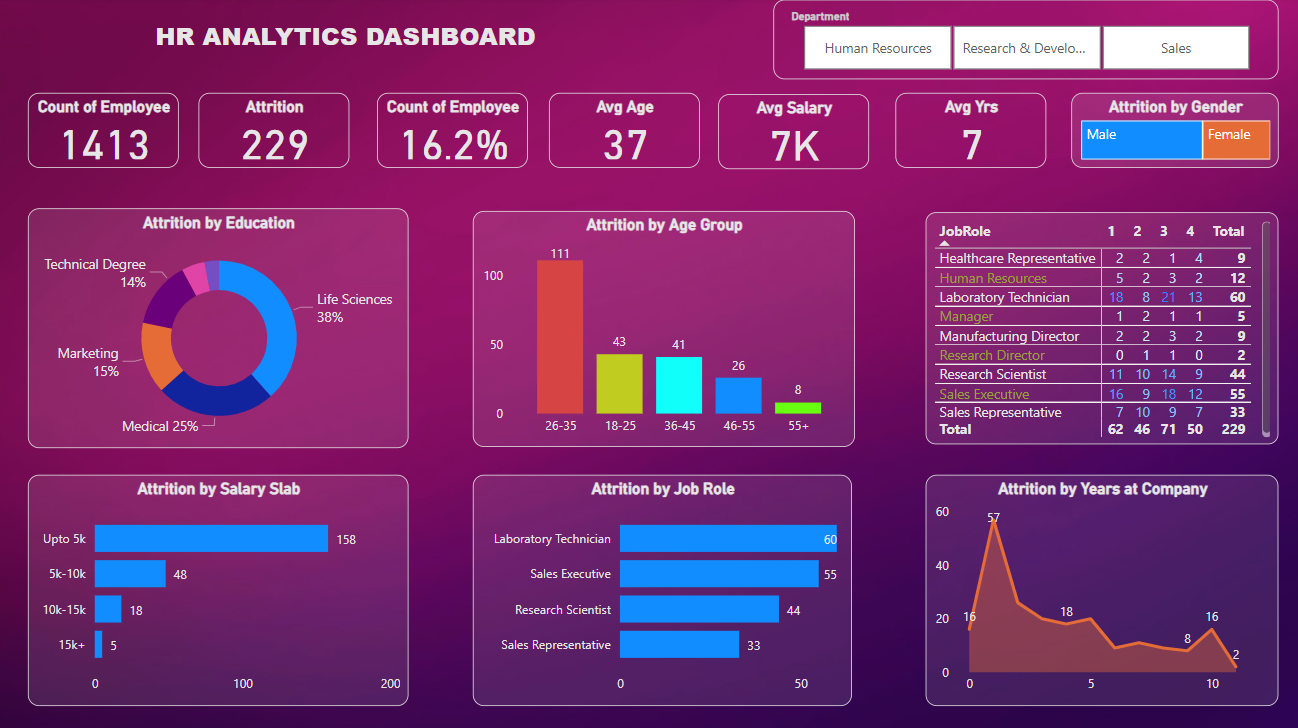 HR ANALYTICS DASHBOARD
Department
Human Resources
Research & Develo...
Sales
Count of Employee
1413
Attrition
229
Count of Employee
16.2%
Avg Age
37
Avg Salary
7K
Avg Yrs
7
Attrition by Gender
Male
Female
Attrition by Education
Technical Degree
14%
Life Sciences
38%
Marketing
15%
Medical 25%
Attrition by Age Group
100
50
0
111
43
41
26
8
26-35 18-25 36-45 46-55 55+
JobRole 1 2 3 4 Total
Healthcare Representative 2 2 1 4 9
Human Resources 5 2 3 2 12
Laboratory Technician 18 8 21 13 60
Manager 1 2 1 1 5
Manufacturing Director 2 2 3 2 9
Research Director 0 1 1 0 2
Research Scientist 11 10 14 9 44
Sales Executive 16 9 18 12 55
Sales Representative 7 10 9 7 33
Total 62 46 71 50 229
Attrition by Salary Slab
Upto 5k 158
5k-10k 48
10k-15k 18
15k+ 5
0 100 200
Attrition by Job Role
Laboratory Technician 60
Sales Executive 55
Research Scientist 44
Sales Representative 33
0 50
Attrition by Years at Company
60
40
20
0
16
57
18
8
16
2
0 5 10